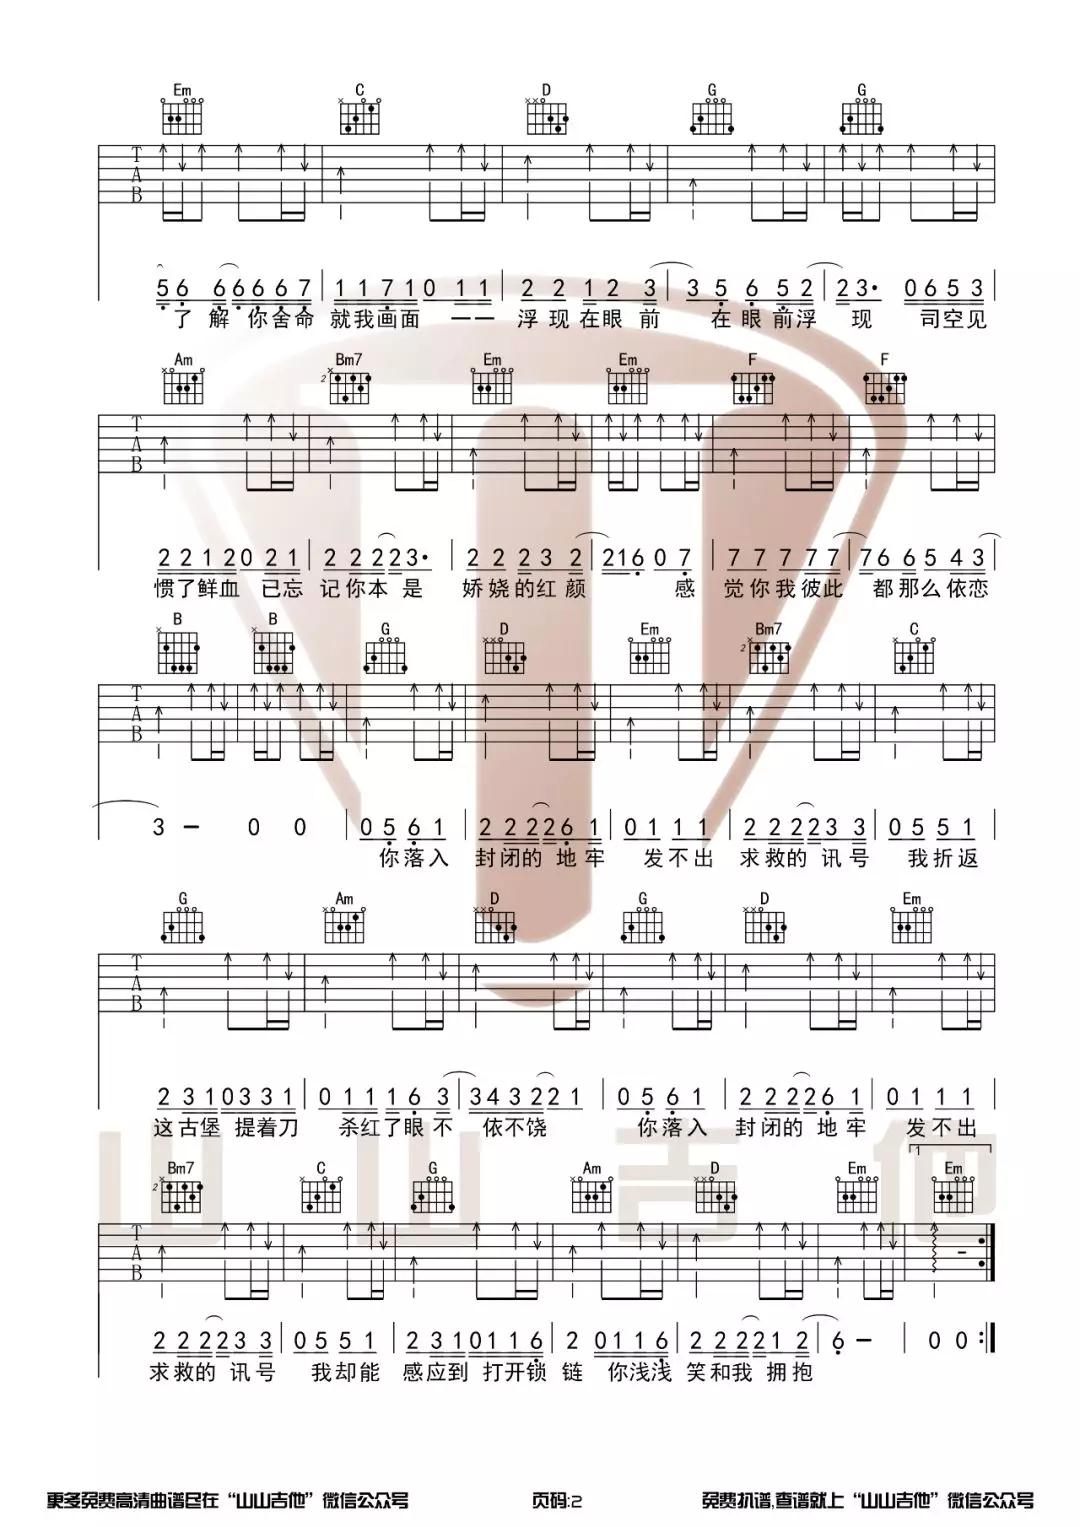 Em C D G G
T
A
B
5 6 6 6 6 6 7 1 1 7 1 0 1 1 2 2 1 2 3 3 5 6 5 2 2 3· 0 6 5 3
了解你舍命 就我画面 一一 浮现在眼前 在眼前浮现 司空见
Am Bm7 Em Em F F
2
T
A
B
2 2 1 2 0 2 1 2 2 2 2 3· 2 2 2 3 2 2 1 6 0 7 7 7 7 7 7 7 6 6 5 4 3
惯了鲜血 已忘记你本是 娇娆的红颜 感觉你我彼此 都那么依恋
B B G D Em Bm7 C
2
T
A
B
3 – 0 0 0 5 6 1 2 2 2 2 6 1 0 1 1 1 2 2 2 2 3 3 0 5 5 1
你落入 封闭的 地牢 发不出 求救的 讯号 我折返
G Am D G D Em
T
A
B
2 3 1 0 3 3 1 0 1 1 1 6 3 3 4 3 2 2 1 0 5 6 1 2 2 2 2 6 1 0 1 1 1
这古堡 提着刀 杀红了眼不 依不饶 你落入 封闭的 地牢 发不出
1
Bm7 C G Am D Em Em
2
T
A
B
2 2 2 2 3 3 0 5 5 1 2 3 1 0 1 1 6 2 0 1 1 6 2 2 2 2 1 2 6 – 0 0
求救的 讯号 我却能 感应到 打开锁链 你浅浅 笑和我 拥抱
山山吉他
更多免费高清曲谱尽在“山山吉他”微信公众号 页码:2 免费扒谱,查谱就上“山山吉他”微信公众号